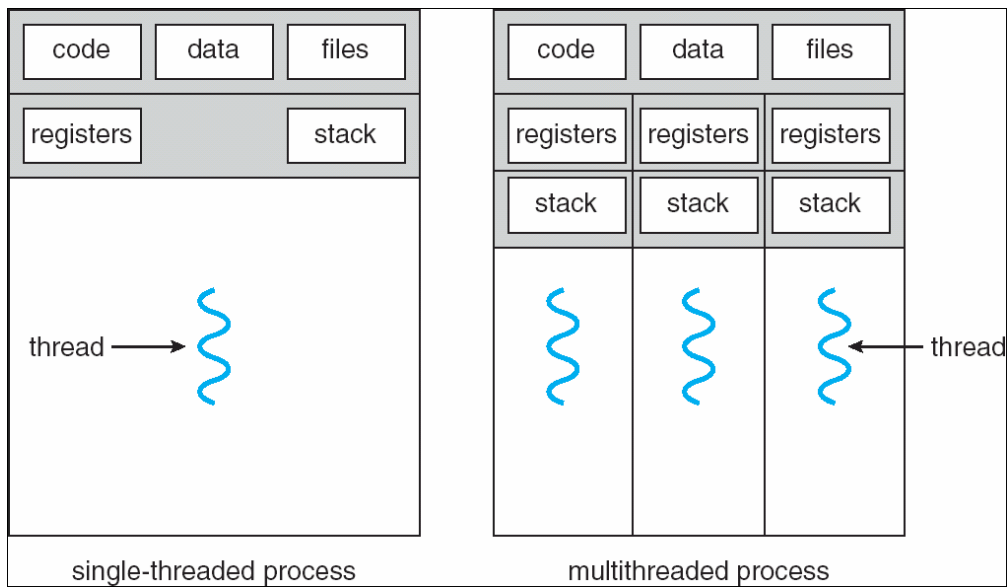 code data files code data files
registers stack registers registers registers
stack stack stack
thread thread
single-threaded process multithreaded process